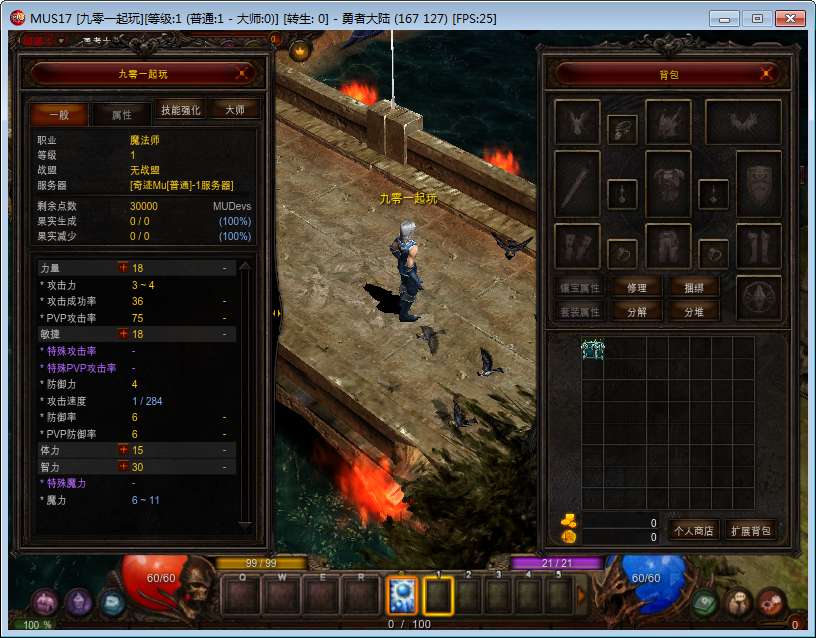 MUS17 [九零一起玩][等级:1 (普通:1 - 大师:0)] [转生: 0] - 勇者大陆 (167 127) [FPS:25]
0
九零一起玩
一般 属性 技能强化 大师
职业 魔法师
等级 1
战盟 无战盟
服务器 [奇迹Mu[普通]-1服务器]
剩余点数 30000 MUDevs
果实生成 0 / 0 (100%)
果实减少 0 / 0 (100%)
力量 18 -
* 攻击力 3 ~ 4
* 攻击成功率 36 -
* PVP攻击率 75 -
敏捷 18 -
* 特殊攻击率 -
* 特殊PVP攻击率 -
* 防御力 4
* 攻击速度 1 / 284
* 防御率 6 -
* PVP防御率 6 -
体力 15 -
智力 30 -
* 特殊魔力 -
* 魔力 6 ~ 11
九零一起玩
背包
镶宝属性 修理 捆绑
套装属性 分解 分堆
0
0
个人商店 扩展背包
60/60
99 / 99
21 / 21
60/60
Q W E R 1 2 3 4 5
0 / 100
100 %
0